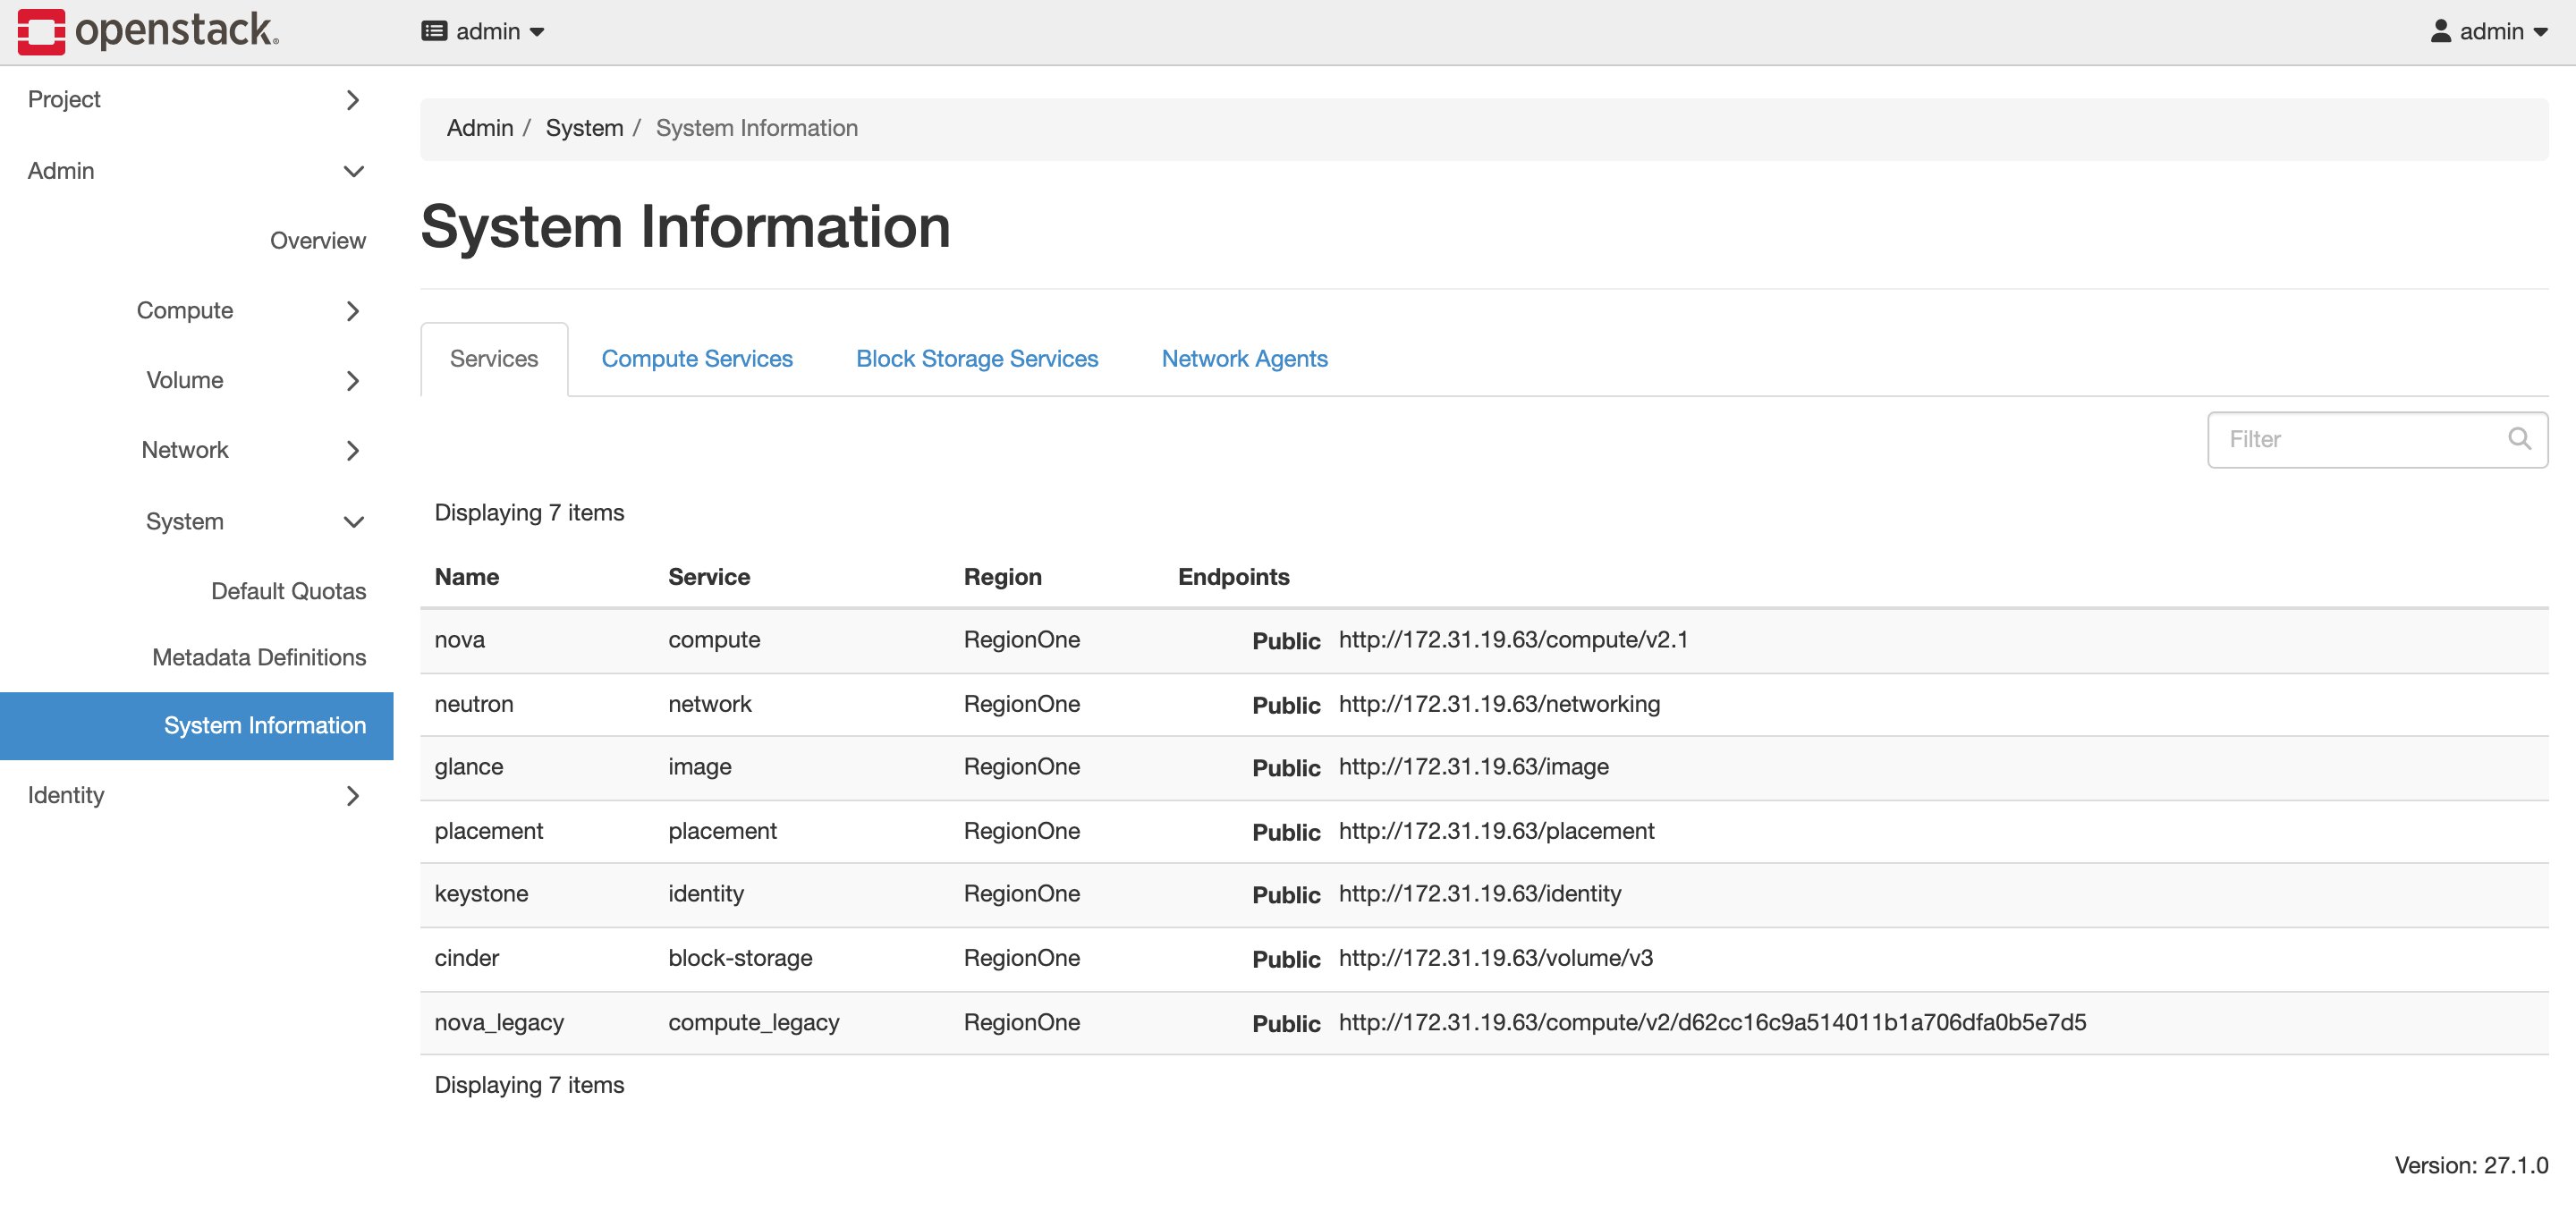 openstack. admin admin
Project
Admin
Overview
Compute
Volume
Network
System
Default Quotas
Metadata Definitions
System Information
Identity
Admin / System / System Information
System Information
Services Compute Services Block Storage Services Network Agents
Filter
Displaying 7 items
Name Service Region Endpoints
nova compute RegionOne Public http://172.31.19.63/compute/v2.1
neutron network RegionOne Public http://172.31.19.63/networking
glance image RegionOne Public http://172.31.19.63/image
placement placement RegionOne Public http://172.31.19.63/placement
keystone identity RegionOne Public http://172.31.19.63/identity
cinder block-storage RegionOne Public http://172.31.19.63/volume/v3
nova_legacy compute_legacy RegionOne Public http://172.31.19.63/compute/v2/d62cc16c9a514011b1a706dfa0b5e7d5
Displaying 7 items
Version: 27.1.0